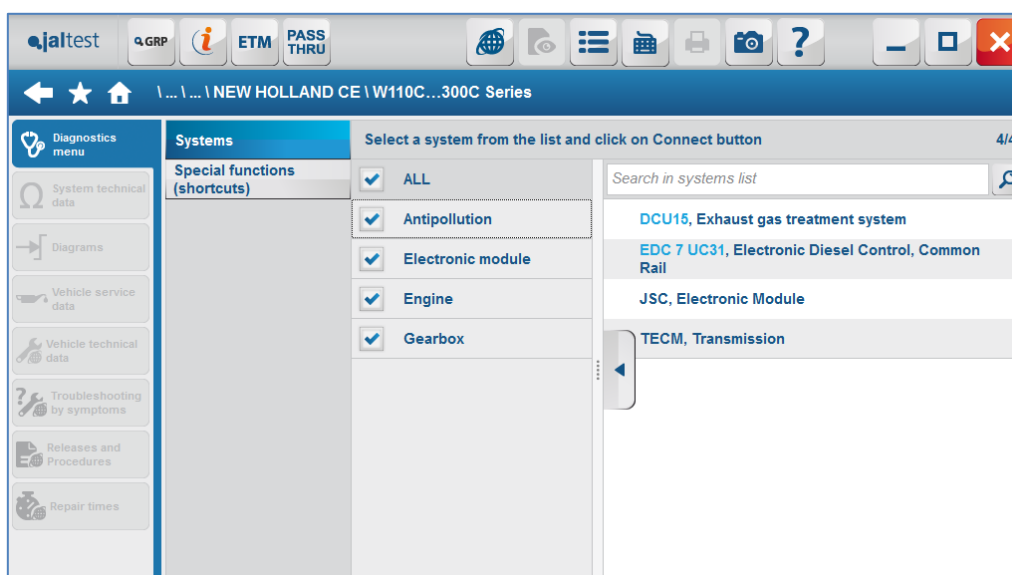 jaltest
GRP
i
ETM
PASS
THRU
?
\ ... \ ... \ NEW HOLLAND CE \ W110C...300C Series
Diagnostics
menu
Systems
Select a system from the list and click on Connect button
4/4
Special functions
(shortcuts)
ALL
Search in systems list
System technical
data
Antipollution
DCU15, Exhaust gas treatment system
Diagrams
Electronic module
EDC 7 UC31, Electronic Diesel Control, Common
Rail
Vehicle service
data
Engine
JSC, Electronic Module
Vehicle technical
data
Gearbox
TECM, Transmission
Troubleshooting
by symptoms
Releases and
Procedures
Repair times